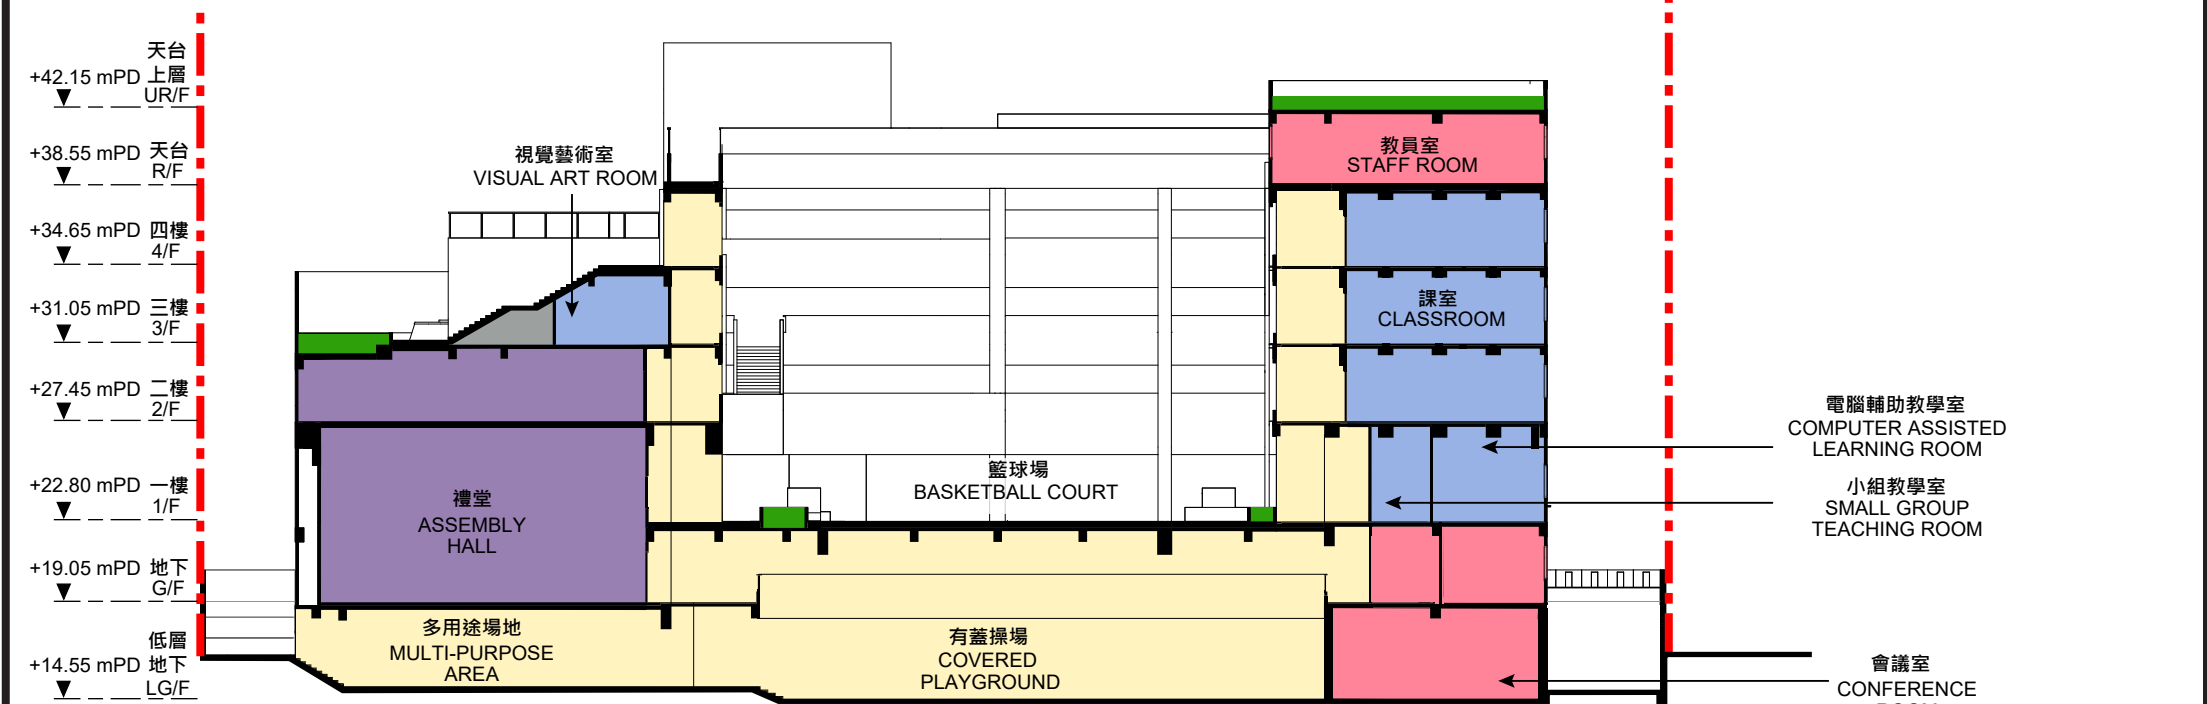 天台
+42.15 mPD 上層
UR/F
+38.55 mPD 天台
R/F
+34.65 mPD 四樓
4/F
+31.05 mPD 三樓
3/F
+27.45 mPD 二樓
2/F
+22.80 mPD 一樓
1/F
+19.05 mPD 地下
G/F
低層
+14.55 mPD 地下
LG/F
視覺藝術室
VISUAL ART ROOM
教員室
STAFF ROOM
課室
CLASSROOM
電腦輔助教學室
COMPUTER ASSISTED
LEARNING ROOM
小組教學室
SMALL GROUP
TEACHING ROOM
籃球場
BASKETBALL COURT
禮堂
ASSEMBLY
HALL
多用途場地
MULTI-PURPOSE
AREA
有蓋操場
COVERED
PLAYGROUND
會議室
CONFERENCE